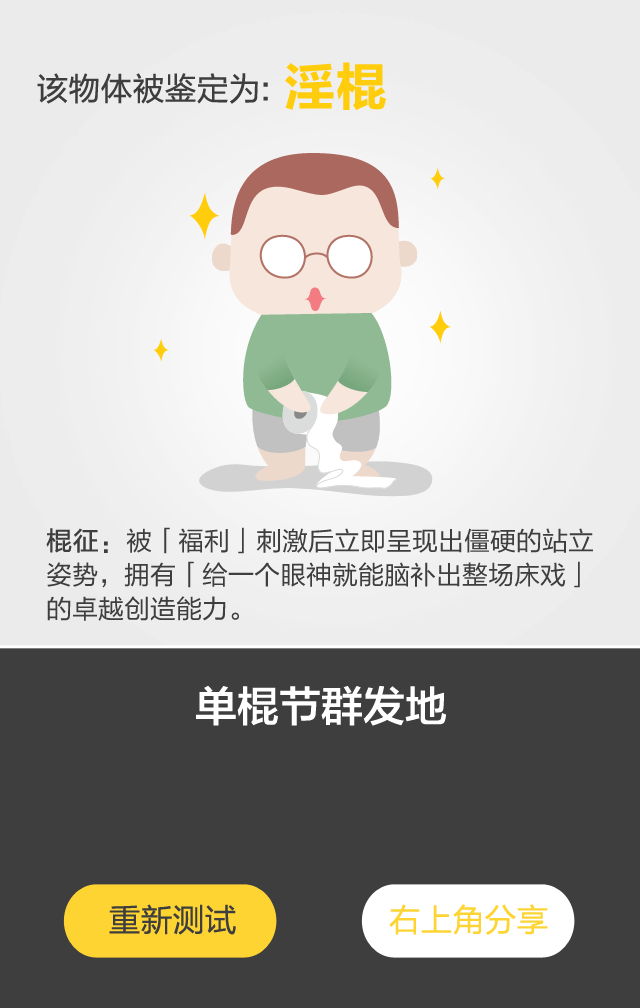 该物体被鉴定为: 淫棍
棍征：被「福利」刺激后立即呈现出僵硬的站立
姿势，拥有「给一个眼神就能脑补出整场床戏」
的卓越创造能力。
单棍节群发地
重新测试
右上角分享